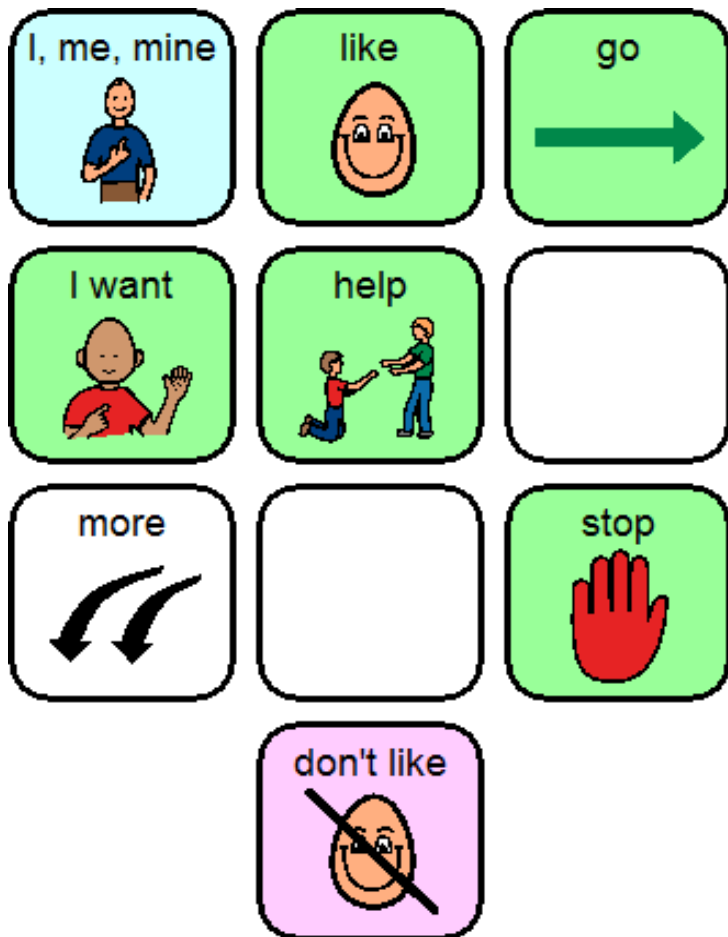 I, me, mine
like
go
I want
help
more
stop
don't like